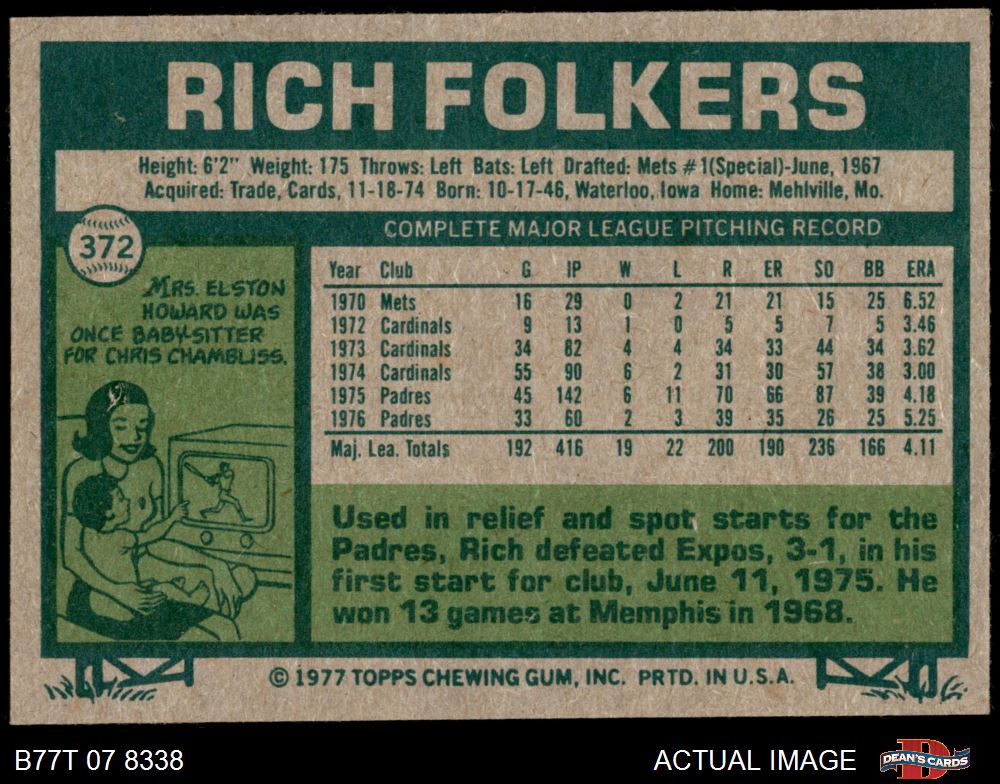 RICH FOLKERS
Height: 6'2" Weight: 175 Throws: Left Bats: Left Drafted: Mets #1(Special)-June, 1967
Acquired: Trade, Cards, 11-18-74 Born: 10-17-46, Waterloo, Iowa Home: Mehlville, Mo.
372
MRS. ELSTON
HOWARD WAS
ONCE BABY-SITTER
FOR CHRIS CHAMBLISS.
COMPLETE MAJOR LEAGUE PITCHING RECORD
Year Club G IP W L R ER SO BB ERA
1970 Mets 16 29 0 2 21 21 15 25 6.52
1972 Cardinals 9 13 1 0 5 5 7 5 3.46
1973 Cardinals 34 82 4 4 34 33 44 34 3.62
1974 Cardinals 55 90 6 2 31 30 57 38 3.00
1975 Padres 45 142 6 11 70 66 87 39 4.18
1976 Padres 33 60 2 3 39 35 26 25 5.25
Maj. Lea. Totals 192 416 19 22 200 190 236 166 4.11
Used in relief and spot starts for the
Padres, Rich defeated Expos, 3-1, in his
first start for club, June 11, 1975. He
won 13 games at Memphis in 1968.
© 1977 TOPPS CHEWING GUM, INC. PRTD. IN U.S.A.
B77T 07 8338
ACTUAL IMAGE
DEAN'S CARDS